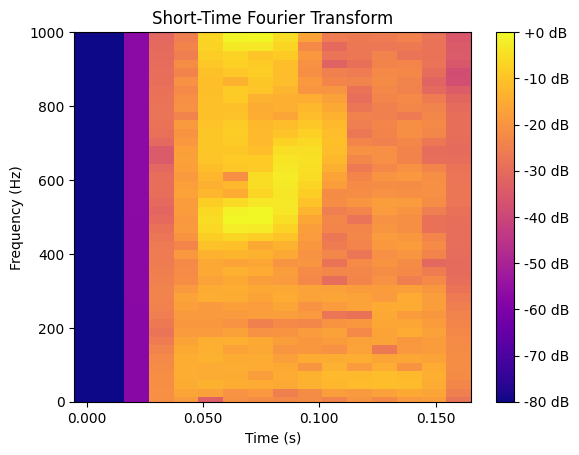 Short-Time Fourier Transform
1000
800
600
400
200
0
Frequency (Hz)
0.000
0.050
0.100
0.150
Time (s)
+0 dB
-10 dB
-20 dB
-30 dB
-40 dB
-50 dB
-60 dB
-70 dB
-80 dB